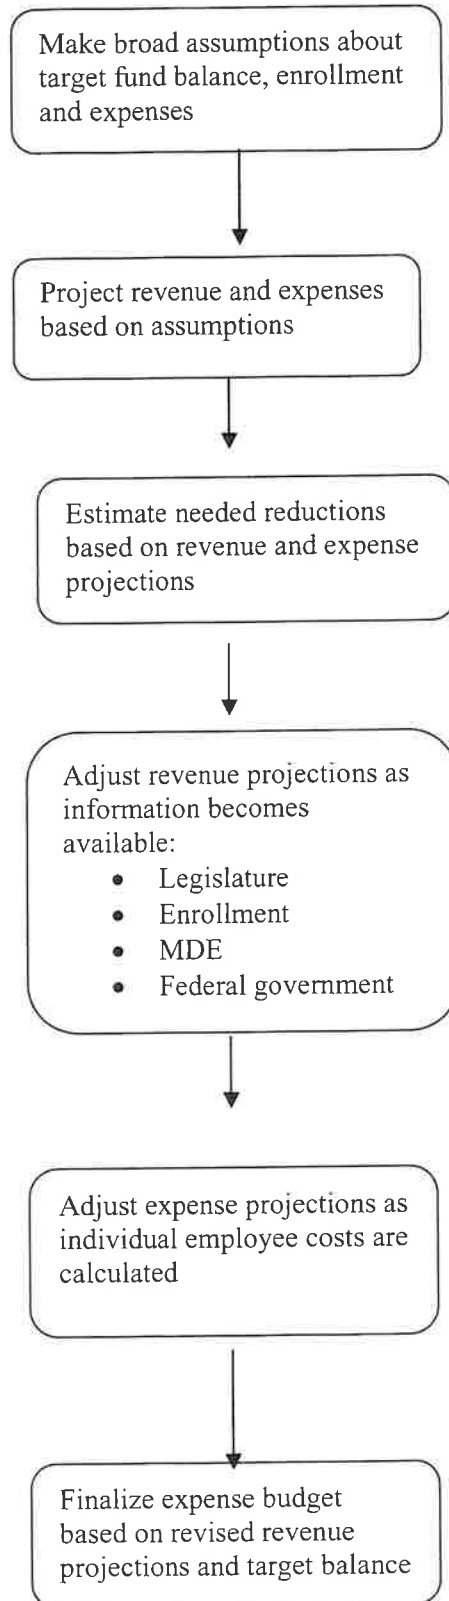 Make broad assumptions about
target fund balance, enrollment
and expenses
Project revenue and expenses
based on assumptions
Estimate needed reductions
based on revenue and expense
projections
Adjust revenue projections as
information becomes
available:
• Legislature
• Enrollment
• MDE
• Federal government
Adjust expense projections as
individual employee costs are
calculated
Finalize expense budget
based on revised revenue
projections and target balance